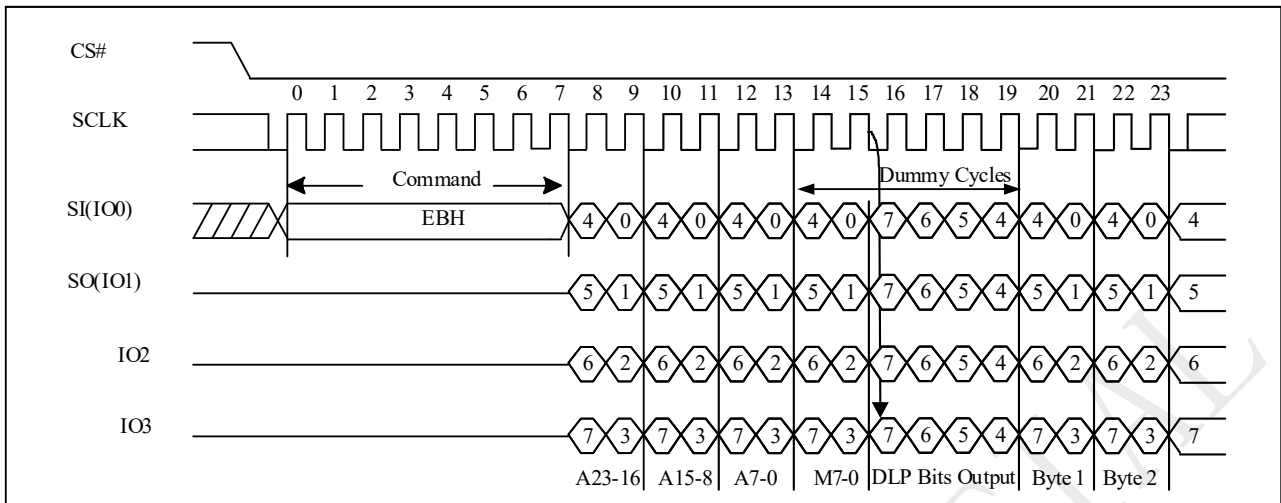 CS#
0 1 2 3 4 5 6 7 8 9 10 11 12 13 14 15 16 17 18 19 20 21 22 23
SCLK
Command Dummy Cycles
SI(IO0) EBH 4 0 4 0 4 0 4 0 7 6 5 4 4 0 4 0 4
SO(IO1) 5 1 5 1 5 1 5 1 7 6 5 4 5 1 5 1 5
IO2 6 2 6 2 6 2 6 2 7 6 5 4 6 2 6 2 6
IO3 7 3 7 3 7 3 7 3 7 6 5 4 7 3 7 3 7
A23-16 A15-8 A7-0 M7-0 DLP Bits Output Byte 1 Byte 2